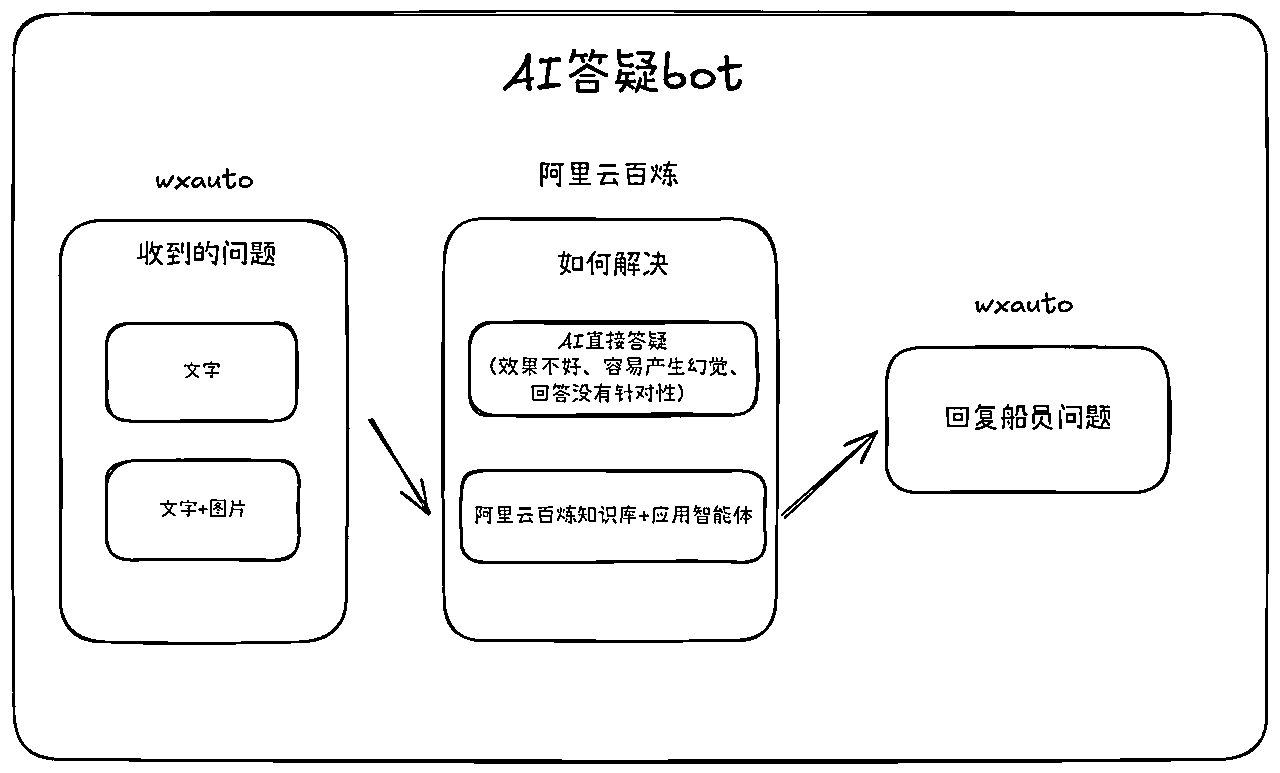 AI答疑bot
wxauto
收到的问题
文字
文字+图片
阿里云百炼
如何解决
AI直接答疑
(效果不好、容易产生幻觉、
回答没有针对性)
阿里云百炼知识库+应用智能体
wxauto
回复船员问题